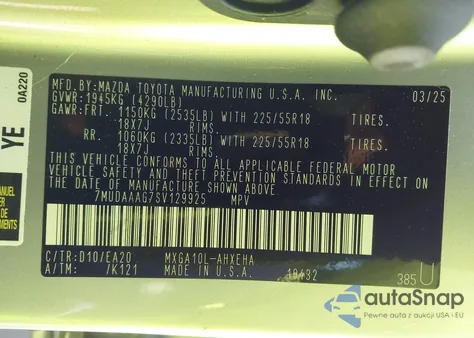 0A220
YE
MFD.BY:MAZDA TOYOTA MANUFACTURING U.S.A. INC. 03/25
GVWR:1945KG (4290LB)
GAWR:FRT. 1150KG (2535LB) WITH 225/55R18 TIRES.
18X7J RIMS.
RR. 1060KG (2335LB) WITH 225/55R18 TIRES.
18X7J RIMS.
THIS VEHICLE CONFORMS TO ALL APPLICABLE FEDERAL MOTOR
VEHICLE SAFETY AND THEFT PREVENTION STANDARDS IN EFFECT ON
THE DATE OF MANUFACTURE SHOWN ABOVE.
7MUDAAAG7SV129925 MPV
C/TR:D10/EA20 MXGA10L-AHXEHA
A/TM: /K121 MADE IN U.S.A. 385U
autoSnap
Pewne auta z aukcji USA i EU